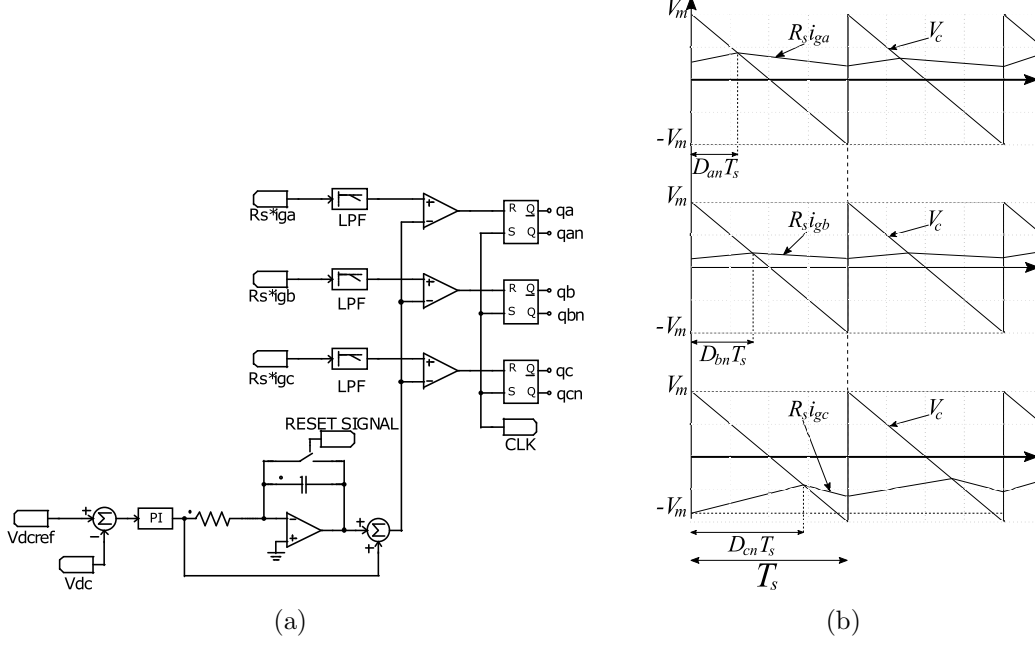 Rs*iga
LPF
R Q
S Q
qa
qan
Rs*igb
LPF
R Q
S Q
qb
qbn
Rs*igc
LPF
R Q
S Q
qc
qcn
CLK
RESET SIGNAL
Vdcref
+
−
Σ
PI
Vdc
−
+
+
+
Σ
+
−
+
−
+
−
(a)
Vm
Rsiga
Vc
-Vm
DanTs
Vm
Rsigb
Vc
-Vm
DbnTs
Vm
Rsigc
Vc
-Vm
DcnTs
Ts
(b)